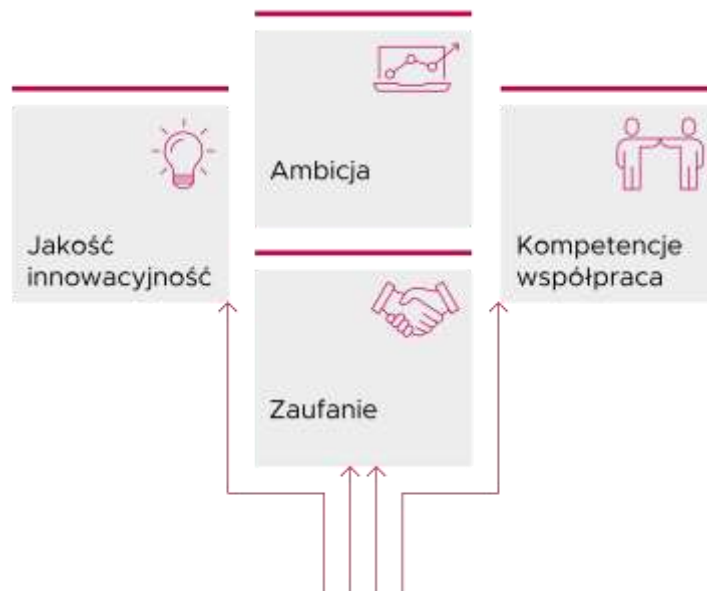 Ambicja
Jakość
innowacyjność
Kompetencje
współpraca
Zaufanie